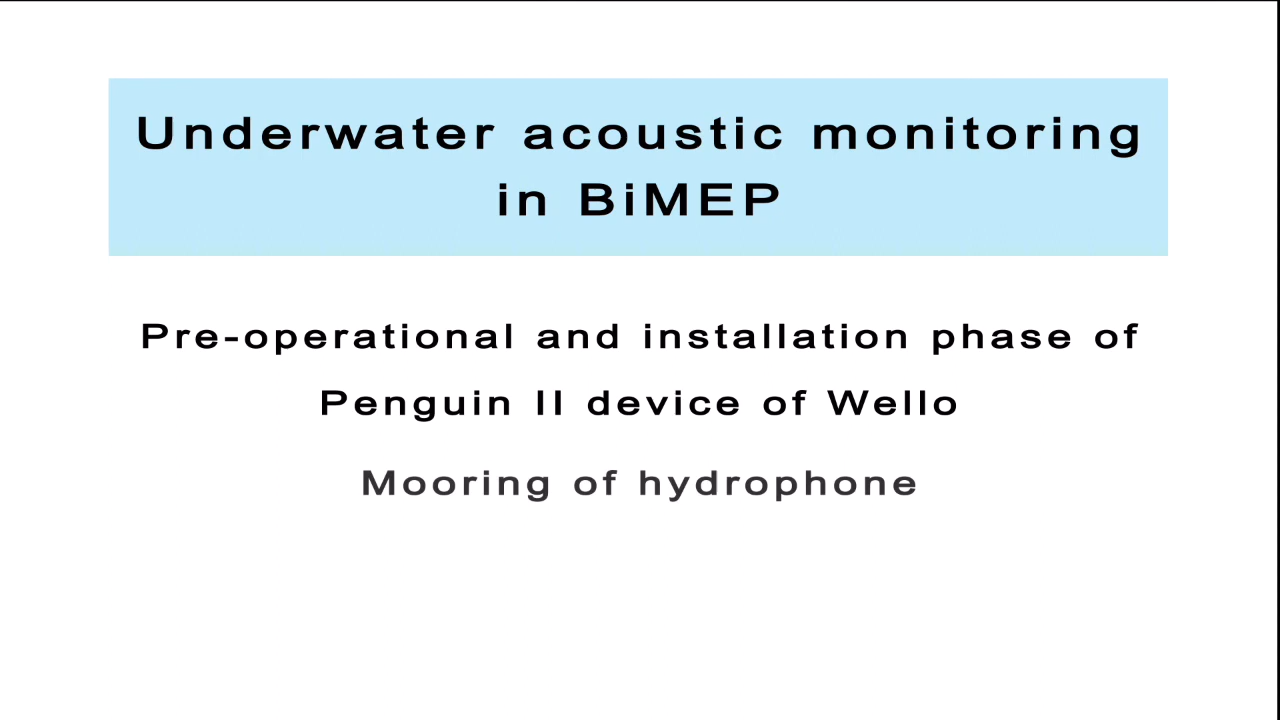 Underwater acoustic monitoring
in BiMEP
Pre-operational and installation phase of
Penguin II device of Wello
Mooring of hydrophone